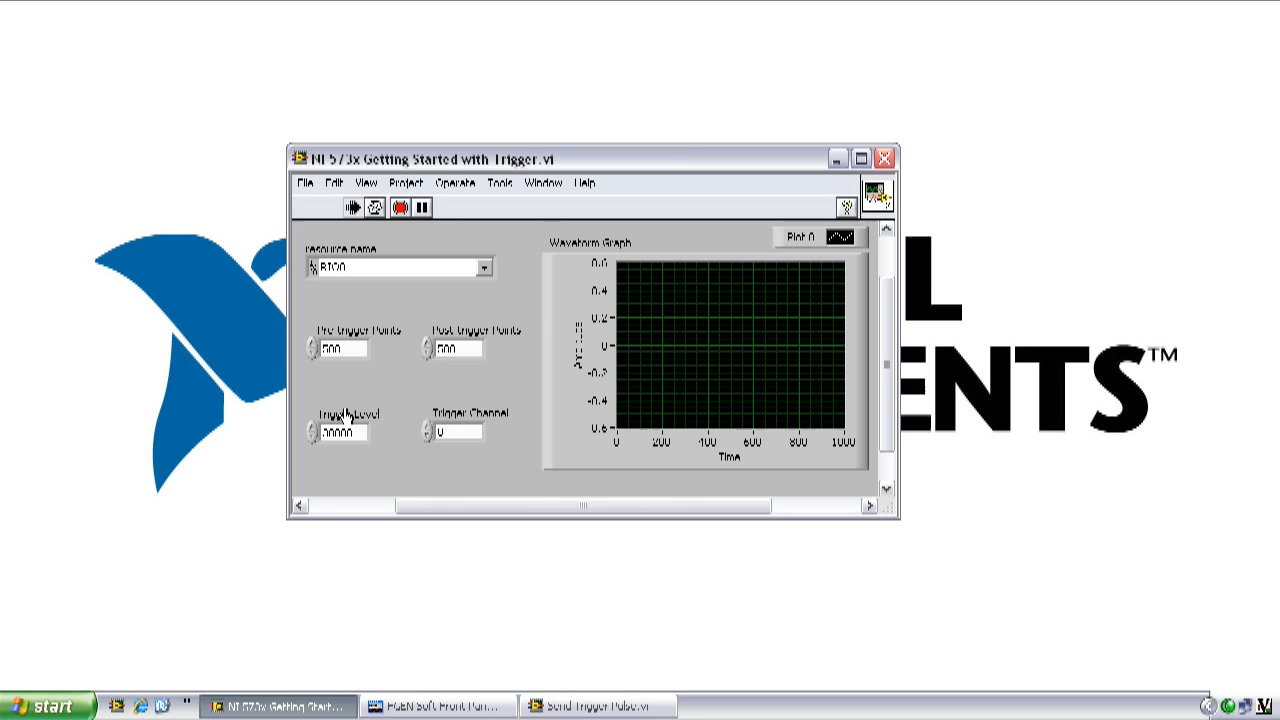 NI 573x Getting Started with Trigger.vi
File Edit View Project Operate Tools Window Help
resource name
RIO0
Waveform Graph
Plot 0
Pre Trigger Points
500
Post Trigger Points
500
Trigger Level
30000
Trigger Channel
0
0.6
0.4
0.2
0
-0.2
-0.4
-0.6
Amplitude
0 200 400 600 800 1000
Time
L
ENTS™
start
NI 573x Getting Start...
FGEN Soft Front Pan...
Send Trigger Pulse.vi